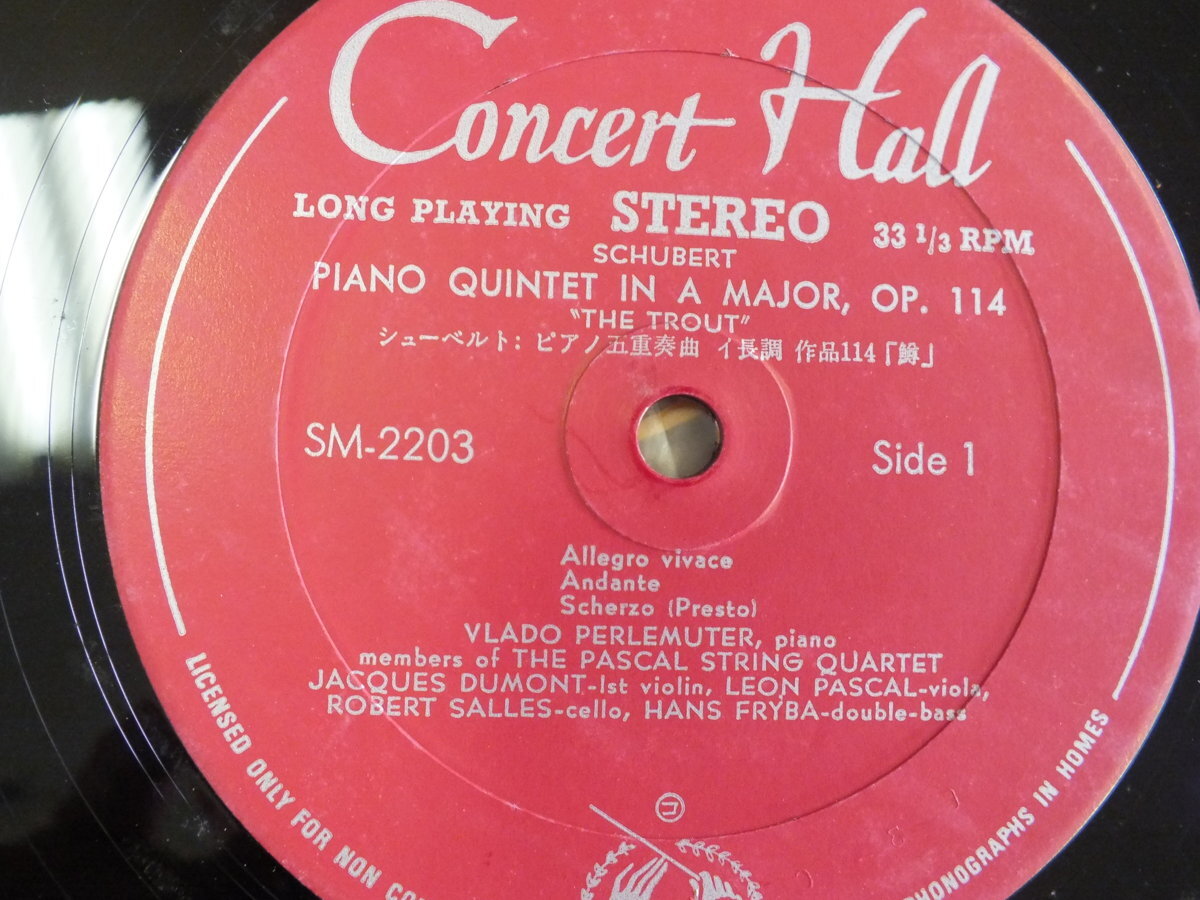 Concert Hall
LONG PLAYING STEREO 33 1/3 RPM
SCHUBERT
PIANO QUINTET IN A MAJOR, OP. 114
"THE TROUT"
シューベルト: ピアノ五重奏曲 イ長調 作品114「鱒」
SM-2203 Side 1
Allegro vivace
Andante
Scherzo (Presto)
VLADO PERLEMUTER, piano
members of THE PASCAL STRING QUARTET
JACQUES DUMONT-1st violin, LEON PASCAL-viola,
ROBERT SALLES-cello, HANS FRYBA-double-bass
コ
LICENSED ONLY FOR NON
PHONOGRAPHS IN HOMES